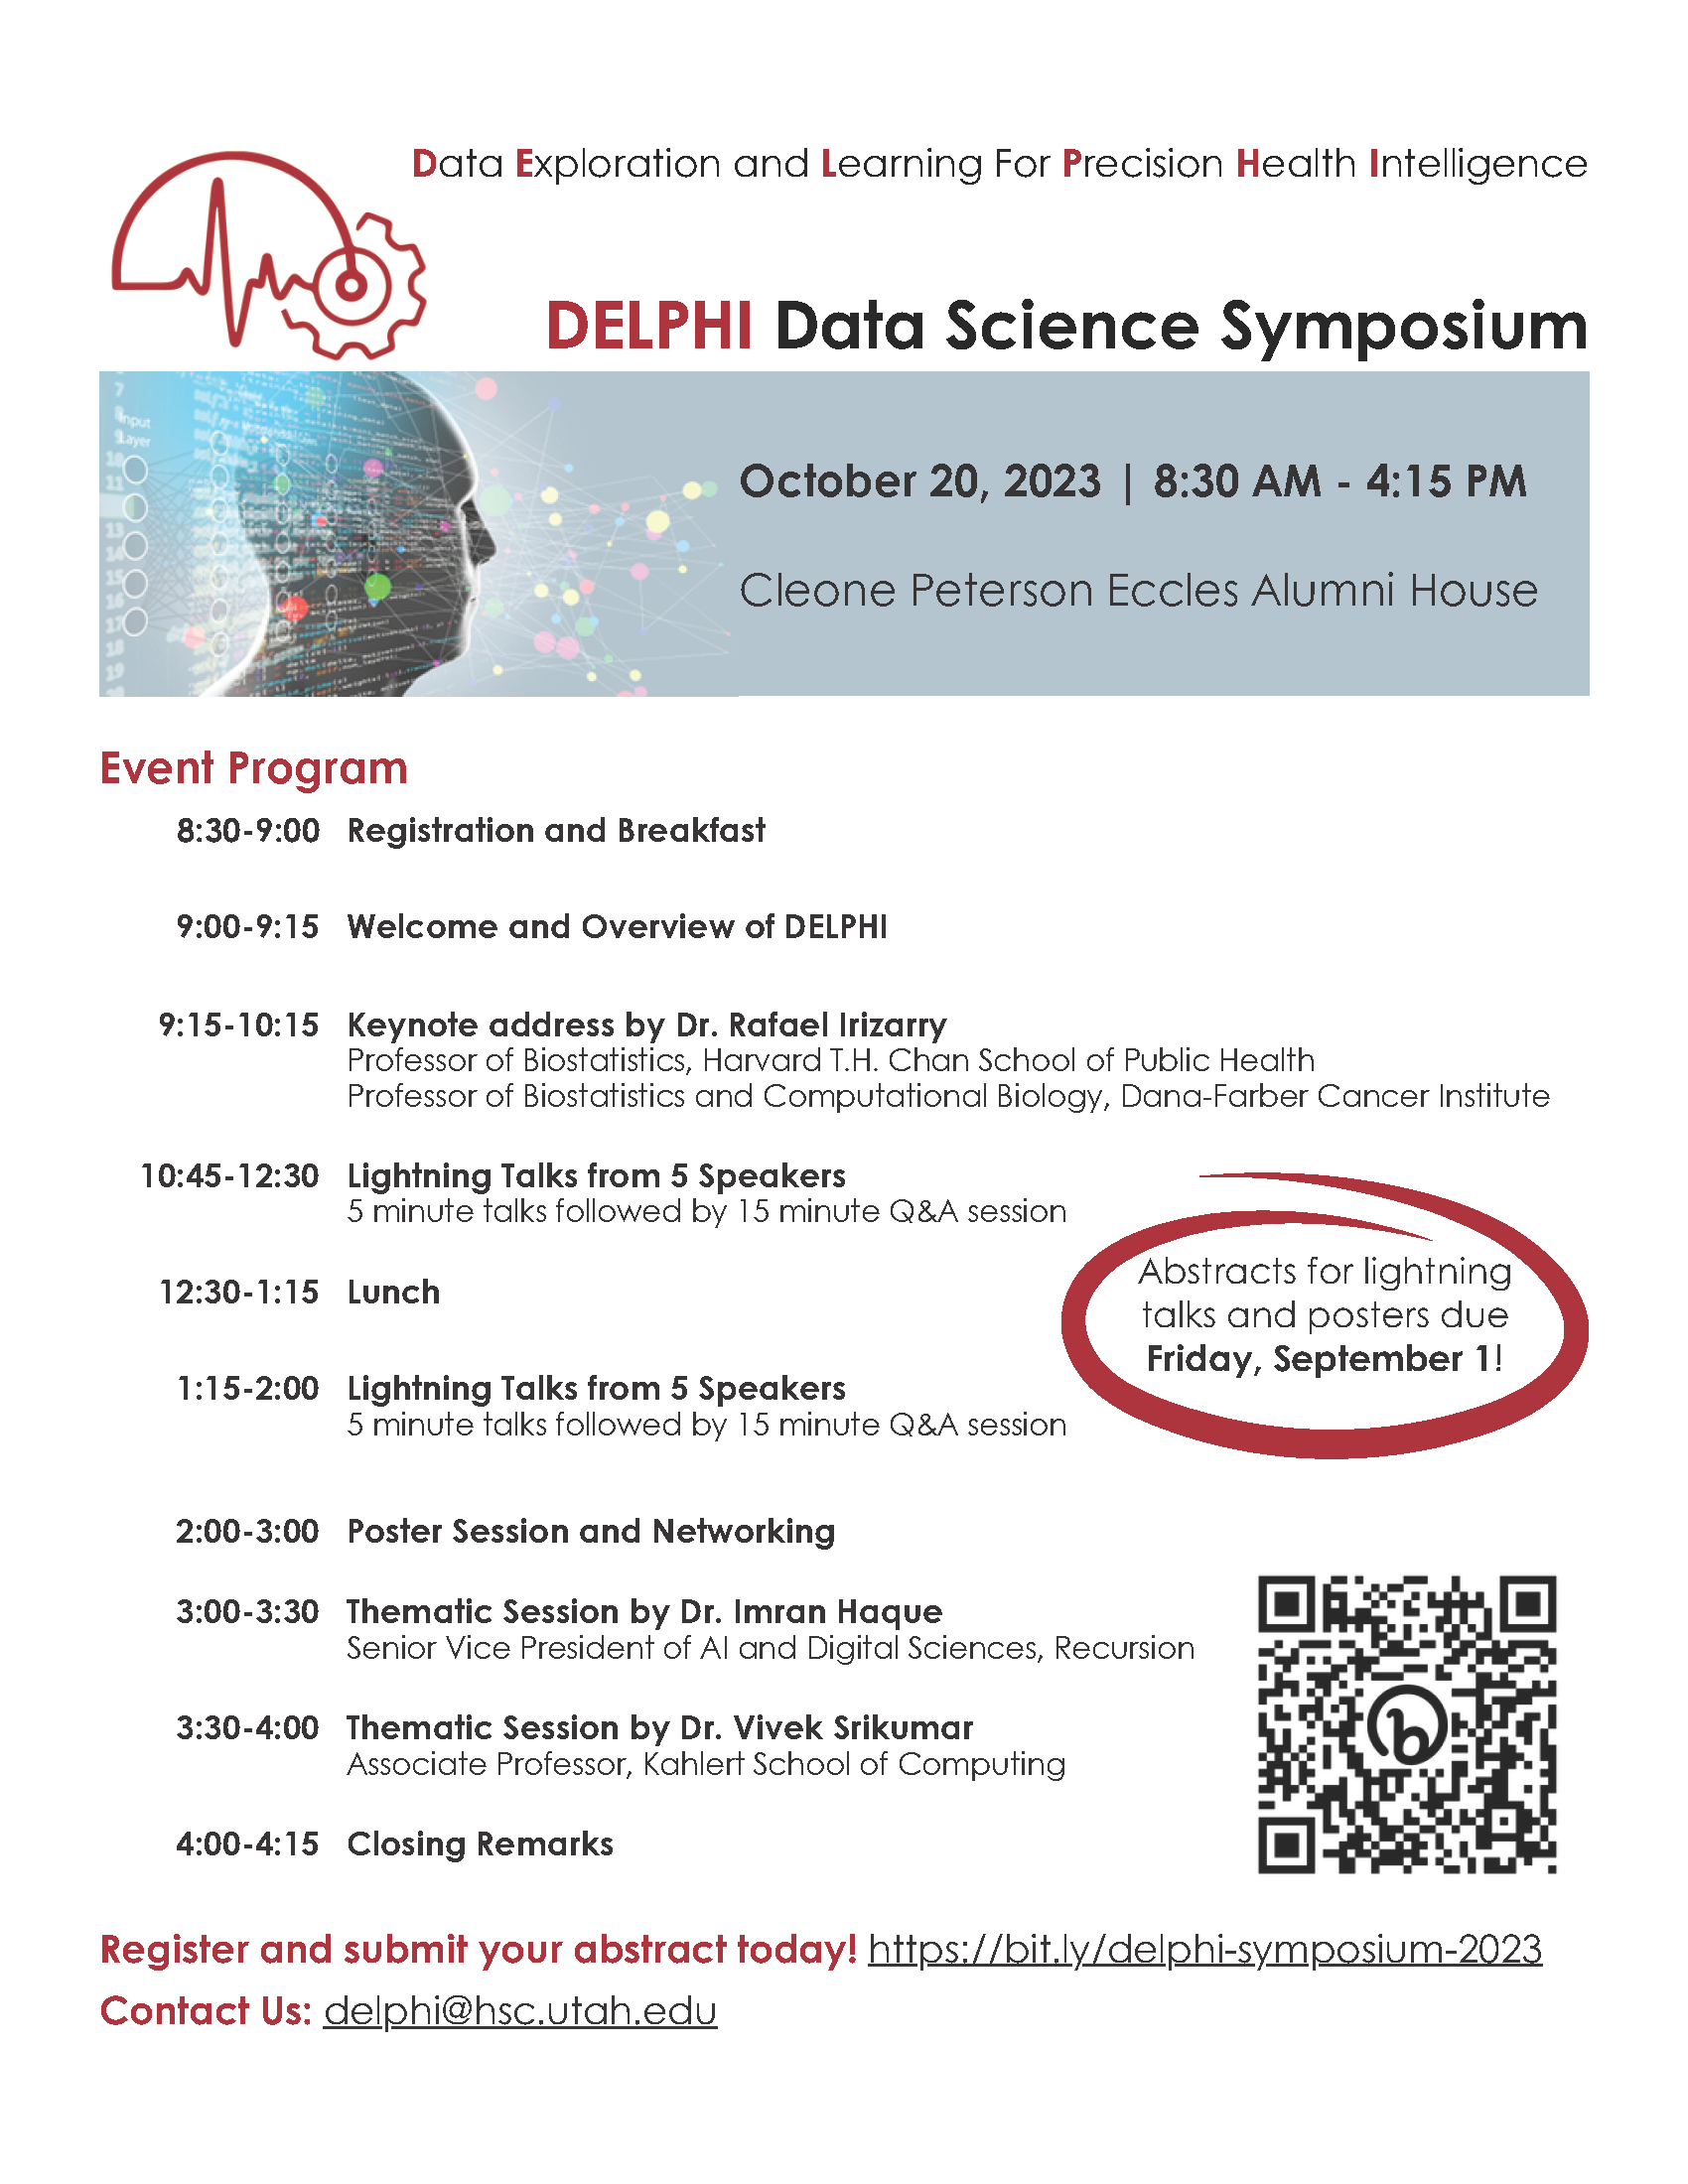 Data Exploration and Learning For Precision Health Intelligence
DELPHI Data Science Symposium
Input
Layer
October 20, 2023 | 8:30 AM - 4:15 PM
Cleone Peterson Eccles Alumni House
Event Program
8:30-9:00 Registration and Breakfast
9:00-9:15 Welcome and Overview of DELPHI
9:15-10:15 Keynote address by Dr. Rafael Irizarry
Professor of Biostatistics, Harvard T.H. Chan School of Public Health
Professor of Biostatistics and Computational Biology, Dana-Farber Cancer Institute
10:45-12:30 Lightning Talks from 5 Speakers
5 minute talks followed by 15 minute Q&A session
12:30-1:15 Lunch
1:15-2:00 Lightning Talks from 5 Speakers
5 minute talks followed by 15 minute Q&A session
Abstracts for lightning
talks and posters due
Friday, September 1!
2:00-3:00 Poster Session and Networking
3:00-3:30 Thematic Session by Dr. Imran Haque
Senior Vice President of AI and Digital Sciences, Recursion
3:30-4:00 Thematic Session by Dr. Vivek Srikumar
Associate Professor, Kahlert School of Computing
4:00-4:15 Closing Remarks
Register and submit your abstract today! https://bit.ly/delphi-symposium-2023
Contact Us: delphi@hsc.utah.edu